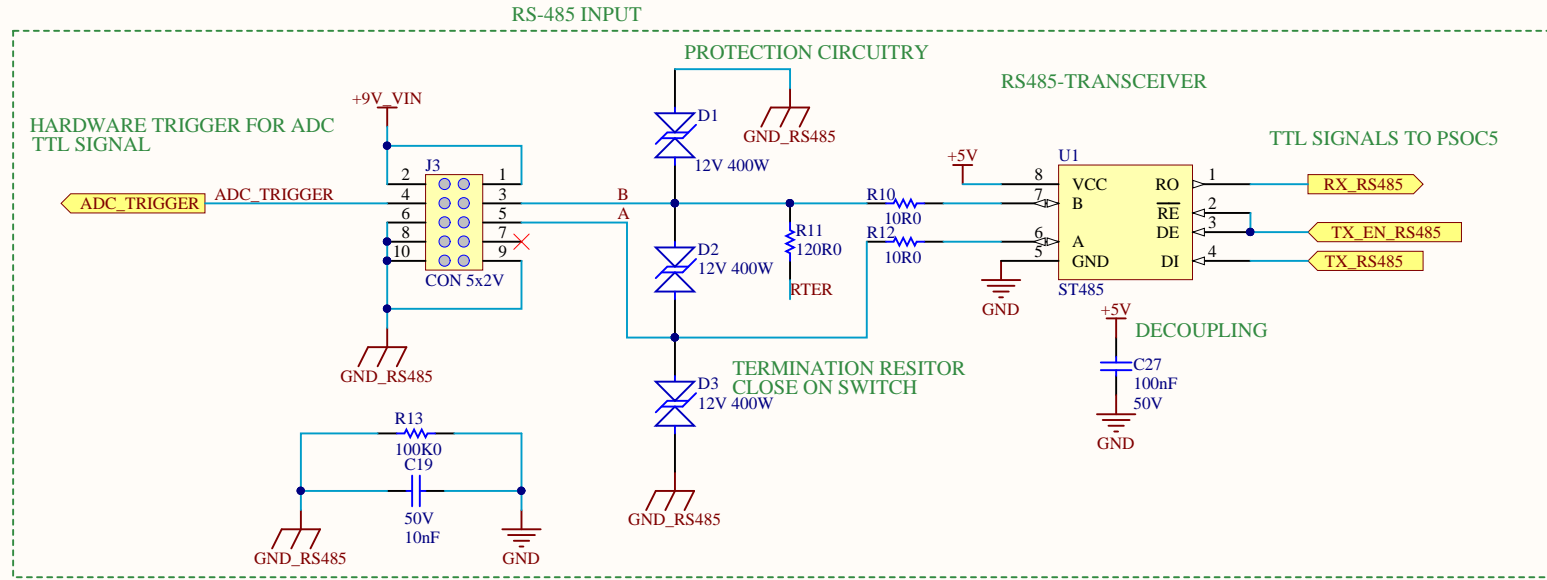 RS-485 INPUT
PROTECTION CIRCUITRY
RS485-TRANSCEIVER
+9V_VIN
HARDWARE TRIGGER FOR ADC
TTL SIGNAL
D1
GND_RS485
12V 400W
TTL SIGNALS TO PSOC5
J3
+5V
U1
2
1
8
VCC
RO
1
RX_RS485
ADC_TRIGGER
ADC_TRIGGER
4
3
B
R10
10R0
7
B
RE
2
6
5
A
R11
120R0
R12
10R0
DE
3
TX_EN_RS485
8
7
D2
12V 400W
6
A
10
9
5
GND
DI
4
TX_RS485
CON 5x2V
RTER
GND
ST485
+5V
DECOUPLING
GND_RS485
TERMINATION RESITOR
CLOSE ON SWITCH
C27
100nF
50V
D3
12V 400W
GND
R13
100K0
C19
50V
10nF
GND_RS485
GND_RS485
GND